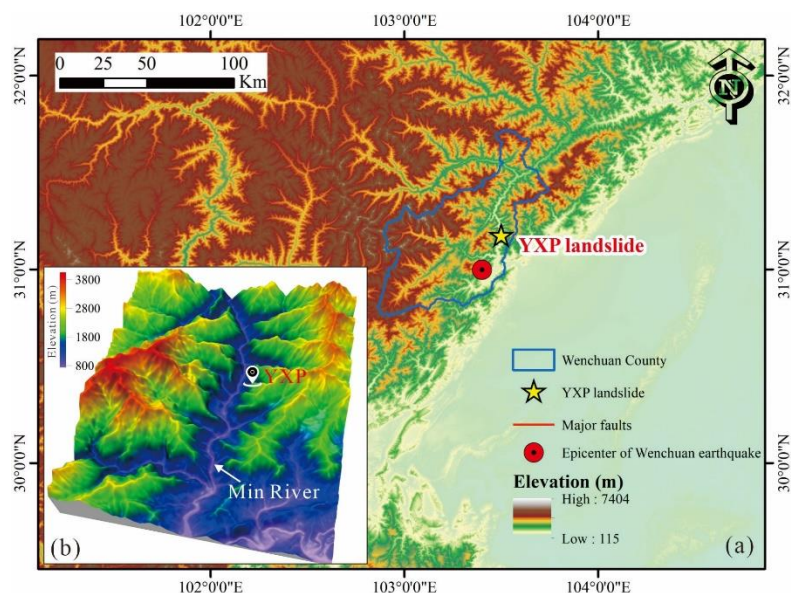 102°0'0"E 103°0'0"E 104°0'0"E
0 25 50 100
Km
N
32°0'0"N 32°0'0"N
YXP landslide
31°0'0"N 31°0'0"N
Elevation (m)
3800
2800
1800
800
YXP
Min River
(b)
Wenchuan County
YXP landslide
Major faults
Epicenter of Wenchuan earthquake
30°0'0"N 30°0'0"N
Elevation (m)
High : 7404
Low : 115
(a)
102°0'0"E 103°0'0"E 104°0'0"E